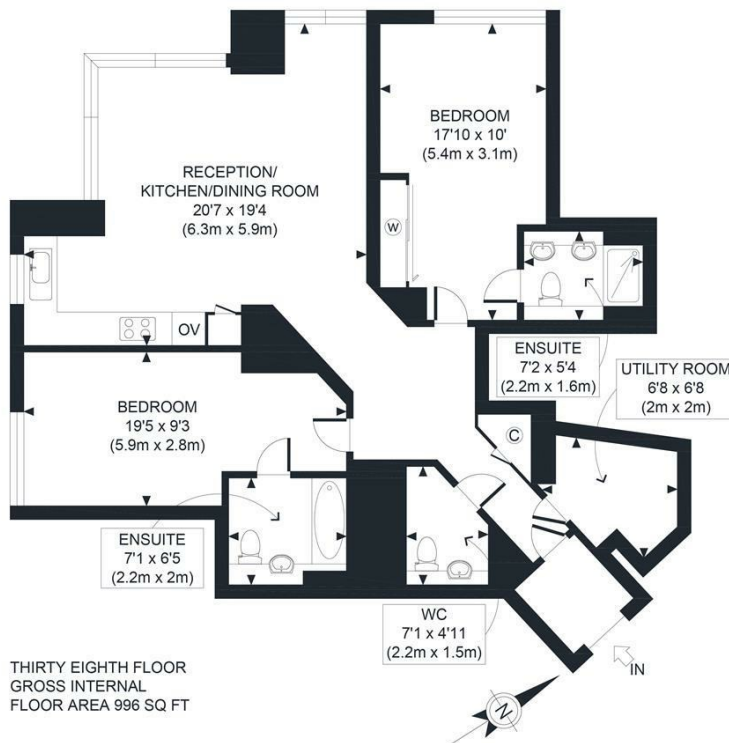 BEDROOM
17'10 x 10'
(5.4m x 3.1m)
RECEPTION/
KITCHEN/DINING ROOM
20'7 x 19'4
(6.3m x 5.9m)
W
OV
ENSUITE
7'2 x 5'4
(2.2m x 1.6m)
UTILITY ROOM
6'8 x 6'8
(2m x 2m)
BEDROOM
19'5 x 9'3
(5.9m x 2.8m)
C
ENSUITE
7'1 x 6'5
(2.2m x 2m)
WC
7'1 x 4'11
(2.2m x 1.5m)
IN
THIRTY EIGHTH FLOOR
GROSS INTERNAL
FLOOR AREA 996 SQ FT
N